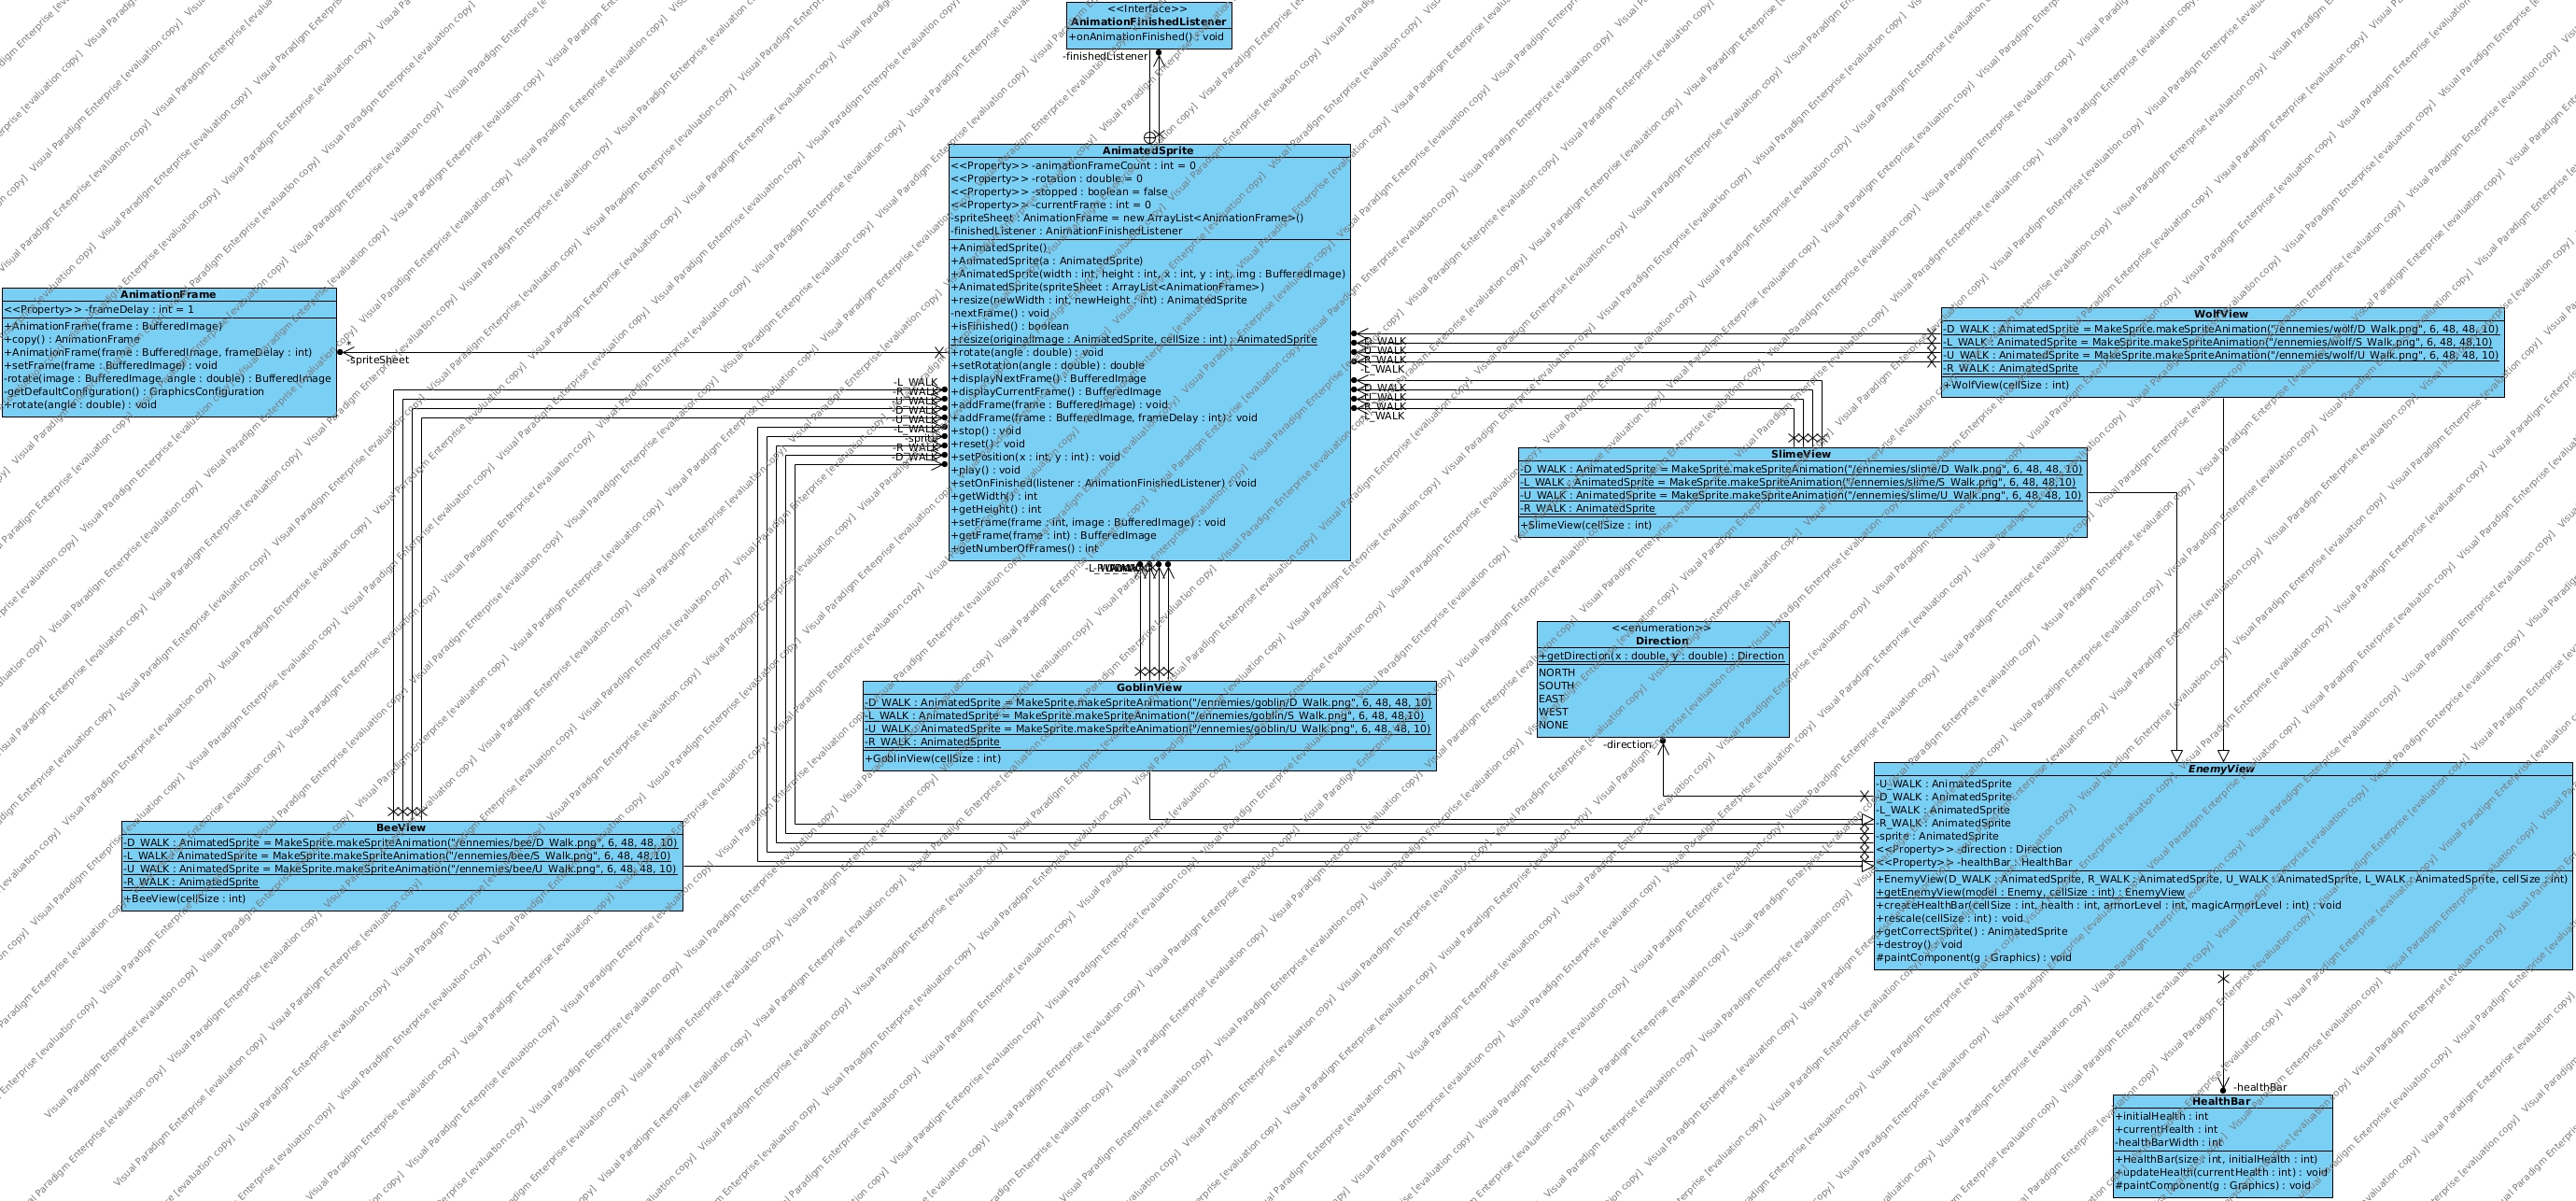 <<Interface>>
AnimationFinishedListener
+onAnimationFinished() : void
-finishedListener
AnimatedSprite
<<Property>> -animationFrameCount : int = 0
<<Property>> -rotation : double = 0
<<Property>> -stopped : boolean = false
<<Property>> -currentFrame : int = 0
-spriteSheet : AnimationFrame = new ArrayList<AnimationFrame>()
-finishedListener : AnimationFinishedListener
+AnimatedSprite()
+AnimatedSprite(a : AnimatedSprite)
+AnimatedSprite(width : int, height : int, x : int, y : int, img : BufferedImage)
+AnimatedSprite(spriteSheet : ArrayList<AnimationFrame>)
+resize(newWidth : int, newHeight : int) : AnimatedSprite
-nextFrame() : void
+isFinished() : boolean
+resize(originalImage : AnimatedSprite, cellSize : int) : AnimatedSprite
+rotate(angle : double) : void
+setRotation(angle : double) : double
+displayNextFrame() : BufferedImage
+displayCurrentFrame() : BufferedImage
+addFrame(frame : BufferedImage) : void
+addFrame(frame : BufferedImage, frameDelay : int) : void
+stop() : void
+reset() : void
+setPosition(x : int, y : int) : void
+play() : void
+setOnFinished(listener : AnimationFinishedListener) : void
+getWidth() : int
+getHeight() : int
+setFrame(frame : int, image : BufferedImage) : void
+getFrame(frame : int) : BufferedImage
+getNumberOfFrames() : int
AnimationFrame
<<Property>> -frameDelay : int = 1
+AnimationFrame(frame : BufferedImage)
+copy() : AnimationFrame
+AnimationFrame(frame : BufferedImage, frameDelay : int)
+setFrame(frame : BufferedImage) : void
-rotate(image : BufferedImage, angle : double) : BufferedImage
-getDefaultConfiguration() : GraphicsConfiguration
+rotate(angle : double) : void
*
-spriteSheet
-L_WALK
-R_WALK
-U_WALK
-D_WALK
-U_WALK
-L_WALK
-sprite
-R_WALK
-D_WALK
-D_WALK
-U_WALK
-R_WALK
-L_WALK
-D_WALK
-U_WALK
-R_WALK
-L_WALK
WolfView
-D_WALK : AnimatedSprite = MakeSprite.makeSpriteAnimation("/ennemies/wolf/D_Walk.png", 6, 48, 48, 10)
-L_WALK : AnimatedSprite = MakeSprite.makeSpriteAnimation("/ennemies/wolf/S_Walk.png", 6, 48, 48,10)
-U_WALK : AnimatedSprite = MakeSprite.makeSpriteAnimation("/ennemies/wolf/U_Walk.png", 6, 48, 48, 10)
-R_WALK : AnimatedSprite
+WolfView(cellSize : int)
SlimeView
-D_WALK : AnimatedSprite = MakeSprite.makeSpriteAnimation("/ennemies/slime/D_Walk.png", 6, 48, 48, 10)
-L_WALK : AnimatedSprite = MakeSprite.makeSpriteAnimation("/ennemies/slime/S_Walk.png", 6, 48, 48,10)
-U_WALK : AnimatedSprite = MakeSprite.makeSpriteAnimation("/ennemies/slime/U_Walk.png", 6, 48, 48, 10)
-R_WALK : AnimatedSprite
+SlimeView(cellSize : int)
<<enumeration>>
Direction
+getDirection(x : double, y : double) : Direction
NORTH
SOUTH
EAST
WEST
NONE
-direction
GoblinView
-D_WALK : AnimatedSprite = MakeSprite.makeSpriteAnimation("/ennemies/goblin/D_Walk.png", 6, 48, 48, 10)
-L_WALK : AnimatedSprite = MakeSprite.makeSpriteAnimation("/ennemies/goblin/S_Walk.png", 6, 48, 48,10)
-U_WALK : AnimatedSprite = MakeSprite.makeSpriteAnimation("/ennemies/goblin/U_Walk.png", 6, 48, 48, 10)
-R_WALK : AnimatedSprite
+GoblinView(cellSize : int)
BeeView
-D_WALK : AnimatedSprite = MakeSprite.makeSpriteAnimation("/ennemies/bee/D_Walk.png", 6, 48, 48, 10)
-L_WALK : AnimatedSprite = MakeSprite.makeSpriteAnimation("/ennemies/bee/S_Walk.png", 6, 48, 48,10)
-U_WALK : AnimatedSprite = MakeSprite.makeSpriteAnimation("/ennemies/bee/U_Walk.png", 6, 48, 48, 10)
-R_WALK : AnimatedSprite
+BeeView(cellSize : int)
EnemyView
-U_WALK : AnimatedSprite
-D_WALK : AnimatedSprite
-L_WALK : AnimatedSprite
-R_WALK : AnimatedSprite
-sprite : AnimatedSprite
<<Property>> -direction : Direction
<<Property>> -healthBar : HealthBar
+EnemyView(D_WALK : AnimatedSprite, R_WALK : AnimatedSprite, U_WALK : AnimatedSprite, L_WALK : AnimatedSprite, cellSize : int)
+getEnemyView(model : Enemy, cellSize : int) : EnemyView
+createHealthBar(cellSize : int, health : int, armorLevel : int, magicArmorLevel : int) : void
+rescale(cellSize : int) : void
+getCorrectSprite() : AnimatedSprite
+destroy() : void
#paintComponent(g : Graphics) : void
-healthBar
HealthBar
+initialHealth : int
+currentHealth : int
-healthBarWidth : int
+HealthBar(size : int, initialHealth : int)
+updateHealth(currentHealth : int) : void
#paintComponent(g : Graphics) : void
Visual Paradigm Enterprise [evaluation copy]